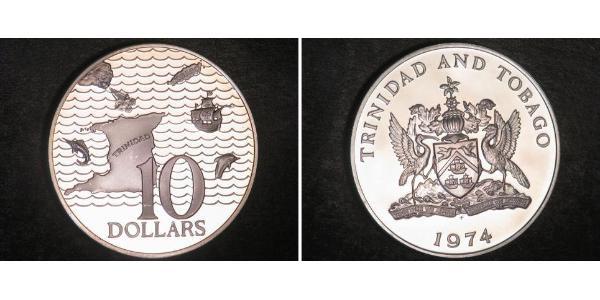 TRINIDAD
10
DOLLARS
TRINIDAD AND TOBAGO
1974